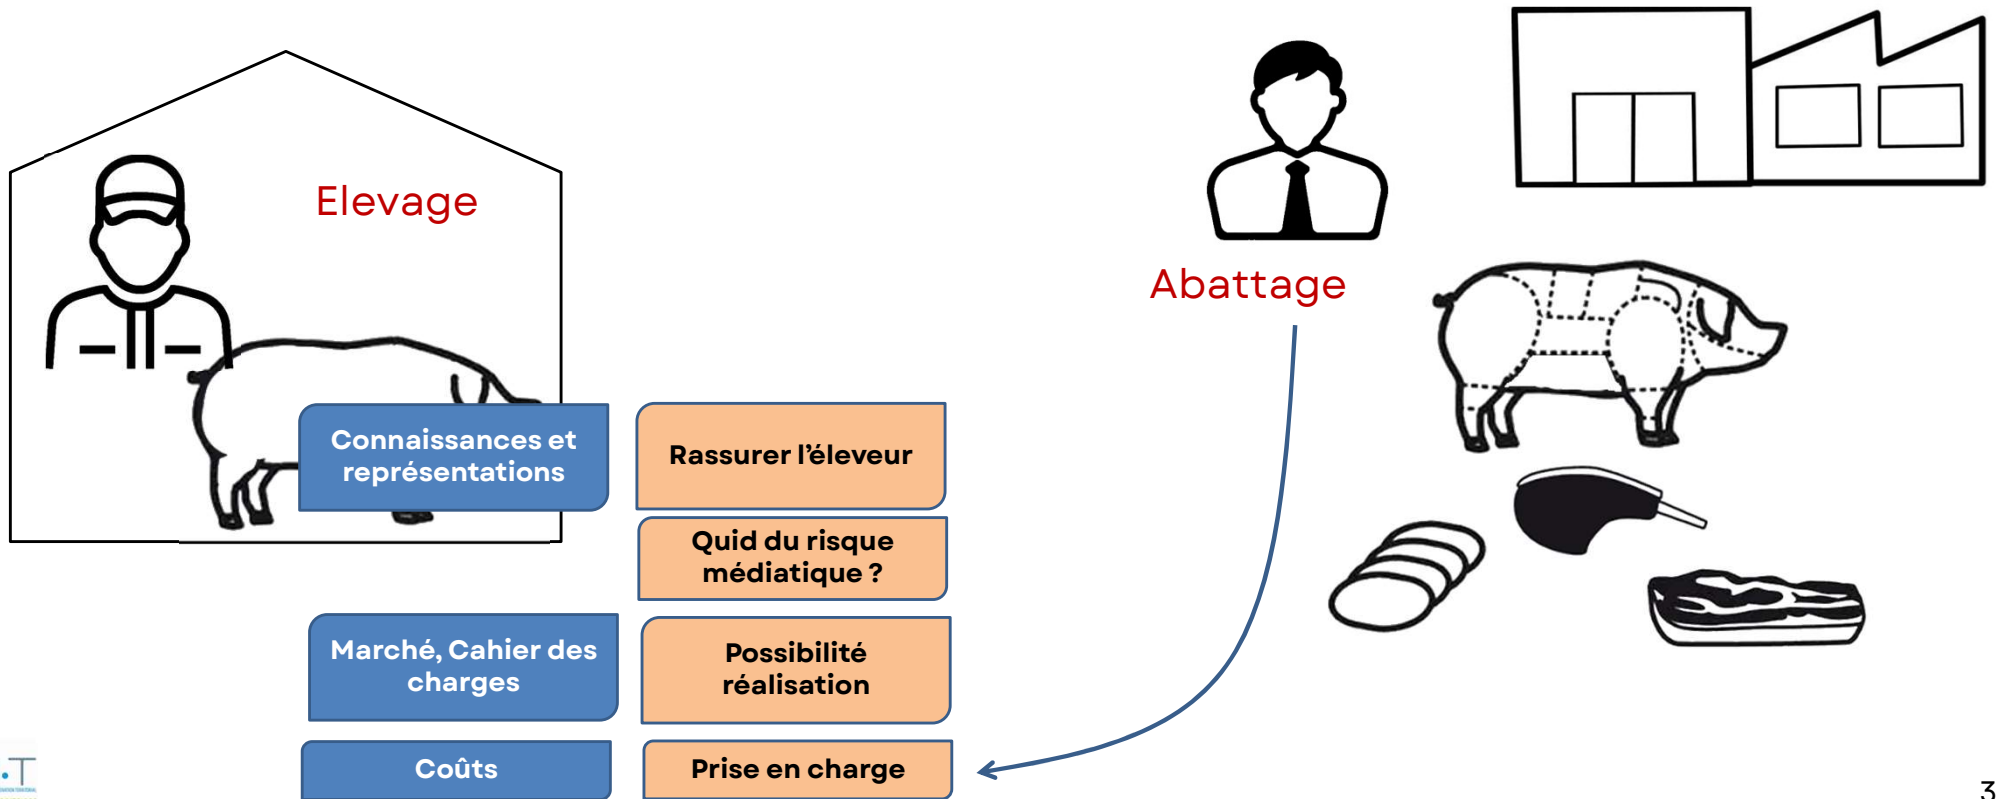 Elevage
Abattage
Connaissances et
représentations
Rassurer l’éleveur
Quid du risque
médiatique ?
Marché, Cahier des
charges
Possibilité
réalisation
Coûts
Prise en charge
3